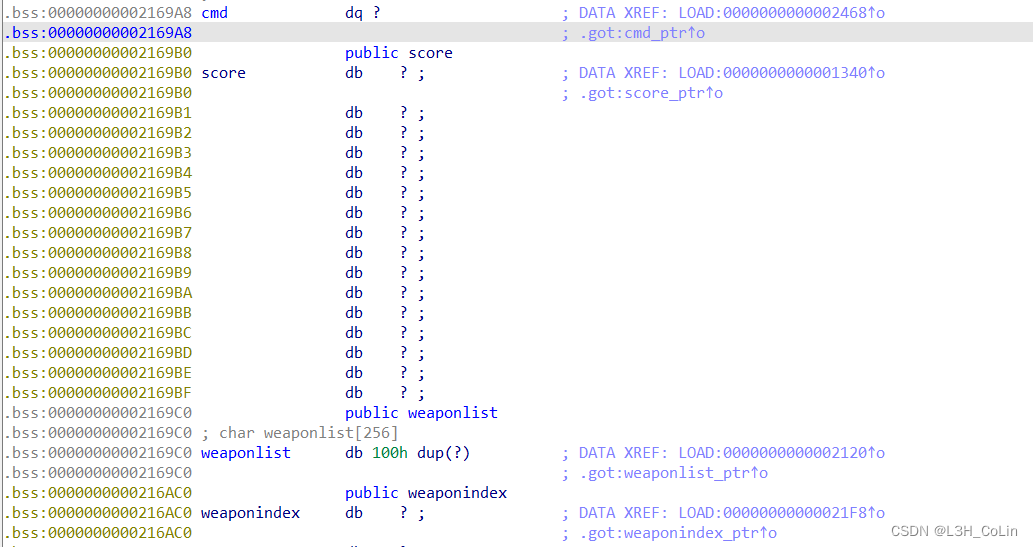 .bss:00000000002169A8 cmd dq ? ; DATA XREF: LOAD:0000000000002468↑o
.bss:00000000002169A8 ; .got:cmd_ptr↑o
.bss:00000000002169B0 public score
.bss:00000000002169B0 score db ? ; ; DATA XREF: LOAD:0000000000001340↑o
.bss:00000000002169B0 ; .got:score_ptr↑o
.bss:00000000002169B1 db ? ;
.bss:00000000002169B2 db ? ;
.bss:00000000002169B3 db ? ;
.bss:00000000002169B4 db ? ;
.bss:00000000002169B5 db ? ;
.bss:00000000002169B6 db ? ;
.bss:00000000002169B7 db ? ;
.bss:00000000002169B8 db ? ;
.bss:00000000002169B9 db ? ;
.bss:00000000002169BA db ? ;
.bss:00000000002169BB db ? ;
.bss:00000000002169BC db ? ;
.bss:00000000002169BD db ? ;
.bss:00000000002169BE db ? ;
.bss:00000000002169BF db ? ;
.bss:00000000002169C0 public weaponlist
.bss:00000000002169C0 ; char weaponlist[256]
.bss:00000000002169C0 weaponlist db 100h dup(?) ; DATA XREF: LOAD:0000000000002120↑o
.bss:00000000002169C0 ; .got:weaponlist_ptr↑o
.bss:0000000000216AC0 public weaponindex
.bss:0000000000216AC0 weaponindex db ? ; ; DATA XREF: LOAD:00000000000021F8↑o
.bss:0000000000216AC0 ; .got:weaponindex_ptr↑o
CSDN @L3H_CoLin